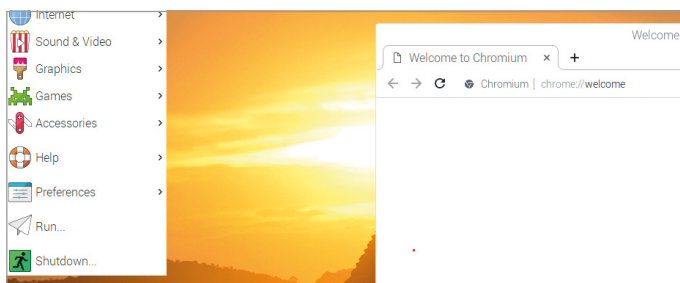 Internet
Sound & Video
Graphics
Games
Accessories
Help
Preferences
Run...
Shutdown...
Welcome
Welcome to Chromium
Chromium | chrome://welcome